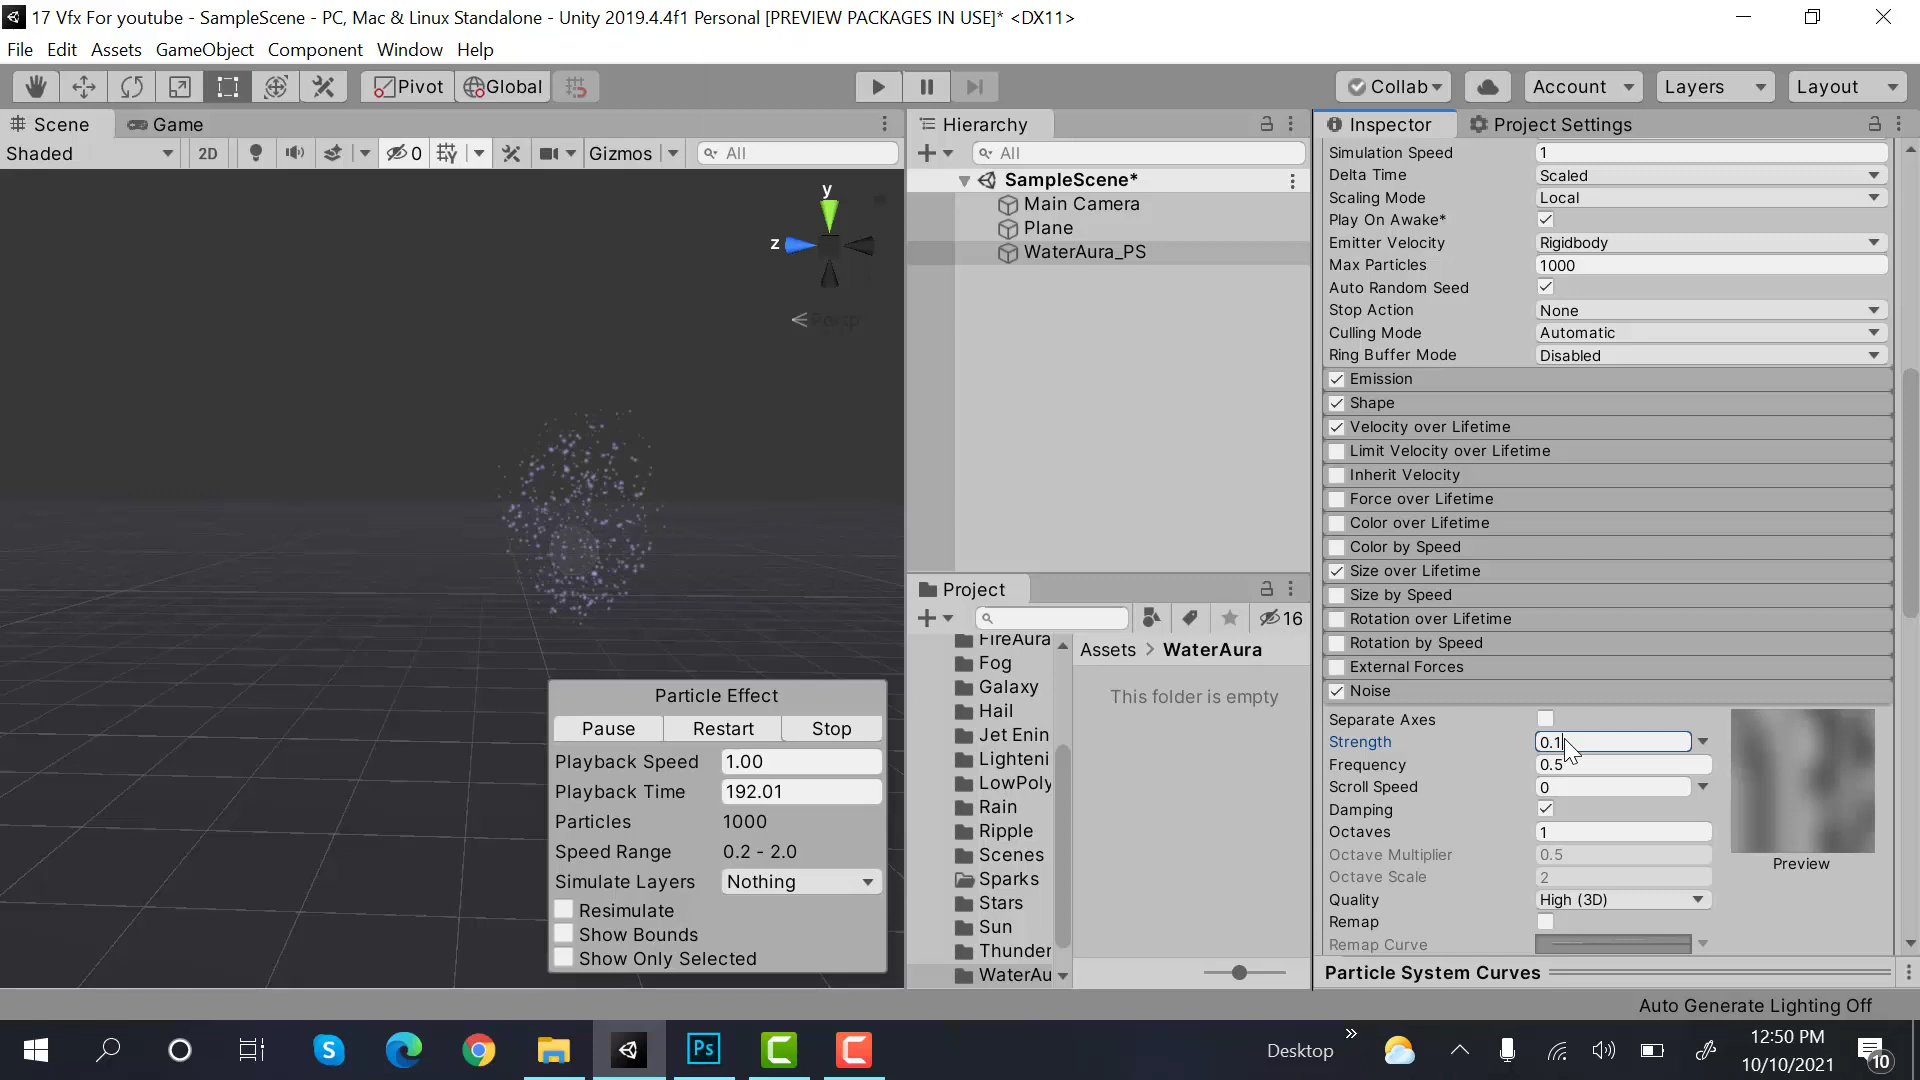 17 Vfx For youtube - SampleScene - PC, Mac & Linux Standalone - Unity 2019.4.4f1 Personal [PREVIEW PACKAGES IN USE]* <DX11>
File Edit Assets GameObject Component Window Help
Pivot Global Collab Account Layers Layout
Scene Game
Shaded 2D 0 Gizmos All
y
z
Persp
Particle Effect
Pause Restart Stop
Playback Speed 1.00
Playback Time 192.01
Particles 1000
Speed Range 0.2 - 2.0
Simulate Layers Nothing
Resimulate
Show Bounds
Show Only Selected
Hierarchy
All
SampleScene*
Main Camera
Plane
WaterAura_PS
Project
16
FireAura
Fog
Galaxy
Hail
Jet Enin
Lighteni
LowPoly
Rain
Ripple
Scenes
Sparks
Stars
Sun
Thunder
WaterAu
Assets > WaterAura
This folder is empty
Inspector Project Settings
Simulation Speed 1
Delta Time Scaled
Scaling Mode Local
Play On Awake*
Emitter Velocity Rigidbody
Max Particles 1000
Auto Random Seed
Stop Action None
Culling Mode Automatic
Ring Buffer Mode Disabled
Emission
Shape
Velocity over Lifetime
Limit Velocity over Lifetime
Inherit Velocity
Force over Lifetime
Color over Lifetime
Color by Speed
Size over Lifetime
Size by Speed
Rotation over Lifetime
Rotation by Speed
External Forces
Noise
Separate Axes
Strength 0.1
Frequency 0.5
Scroll Speed 0
Damping
Octaves 1
Octave Multiplier 0.5
Octave Scale 2
Quality High (3D)
Remap
Remap Curve
Preview
Particle System Curves
Auto Generate Lighting Off
Desktop
12:50 PM
10/10/2021
10
Ps